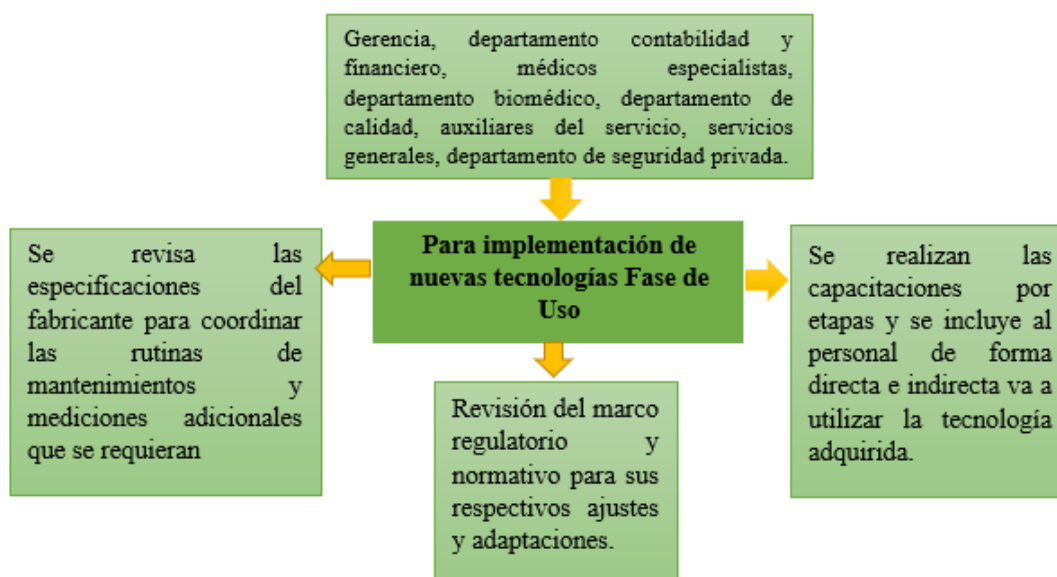 Gerencia, departamento contabilidad y
financiero, médicos especialistas,
departamento biomédico, departamento de
calidad, auxiliares del servicio, servicios
generales, departamento de seguridad privada.
Para implementación de
nuevas tecnologías Fase de
Uso
Se revisa las
especificaciones del
fabricante para coordinar
las rutinas de
mantenimientos y
mediciones adicionales
que se requieran
Revisión del marco
regulatorio y
normativo para sus
respectivos ajustes
y adaptaciones.
Se realizan las
capacitaciones por
etapas y se incluye al
personal de forma
directa e indirecta va a
utilizar la tecnología
adquirida.